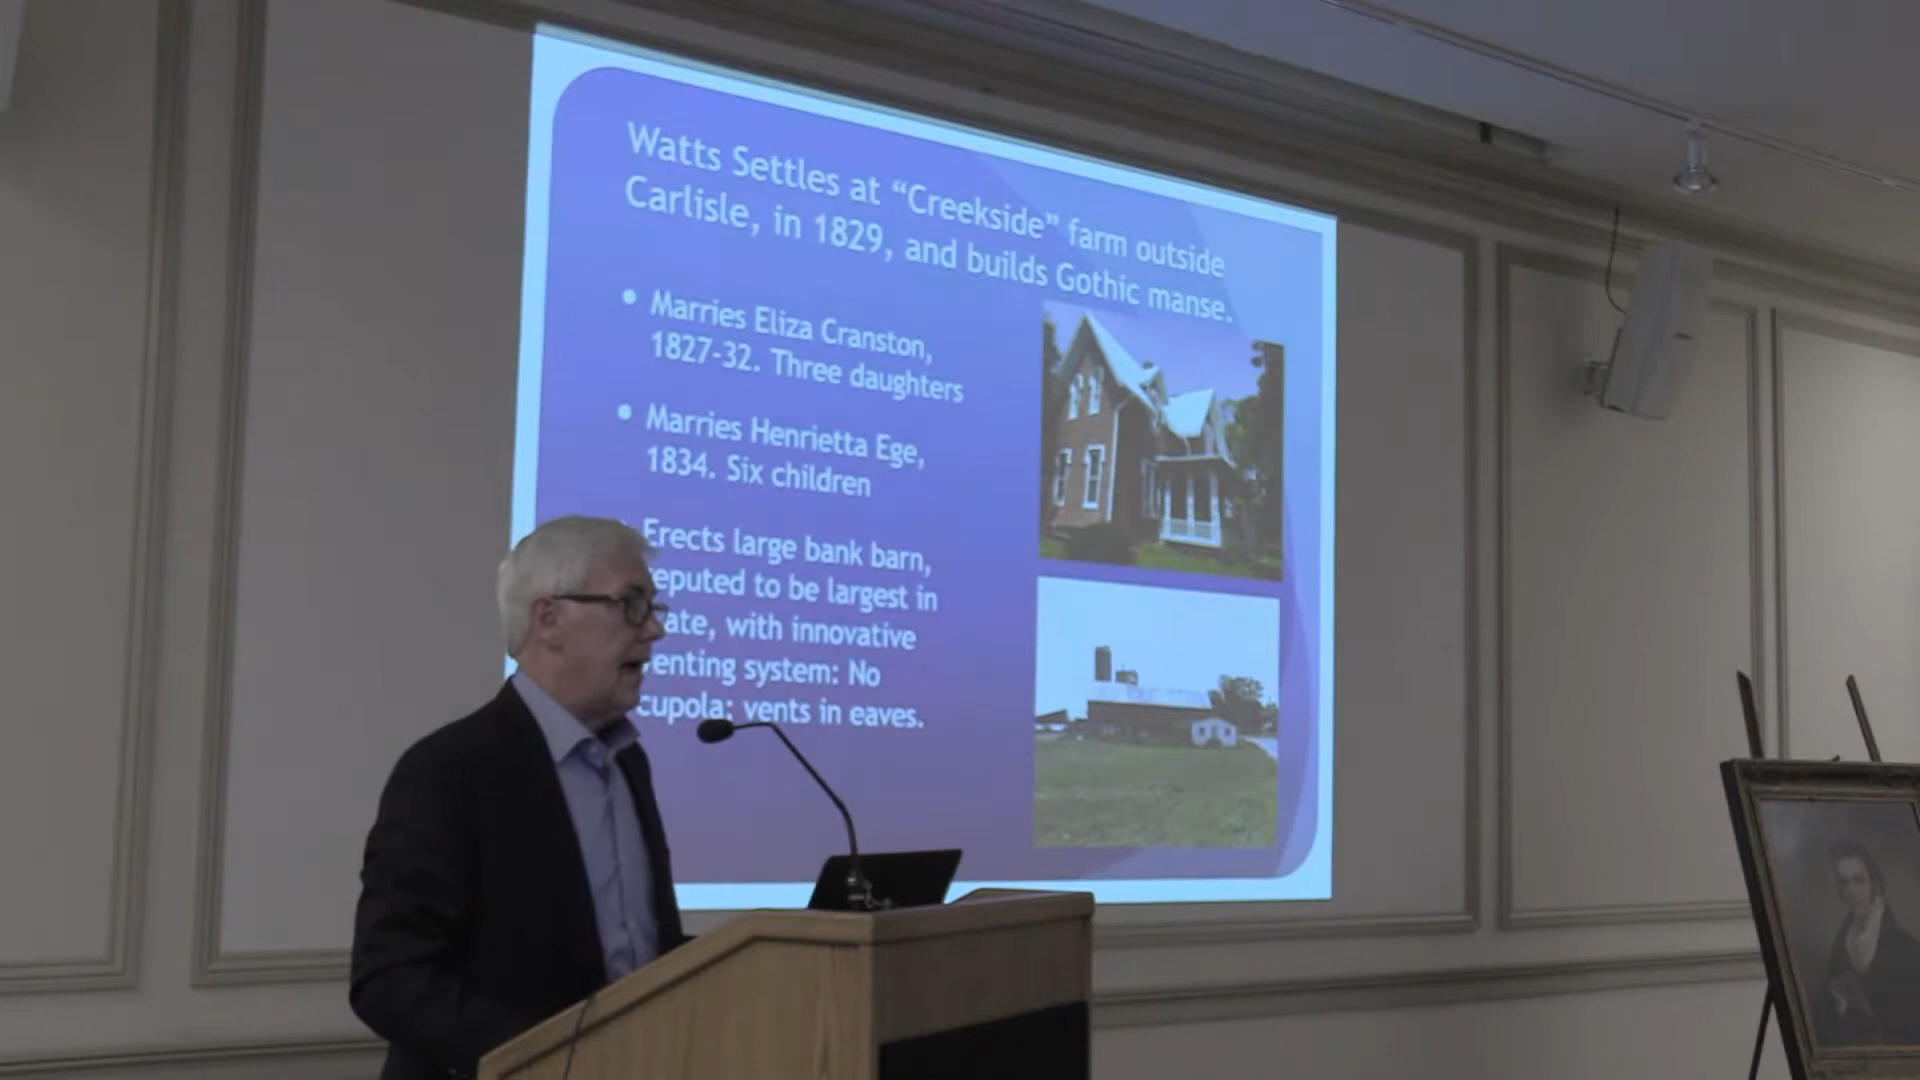 Watts Settles at “Creekside” farm outside
Carlisle, in 1829, and builds Gothic manse.
• Marries Eliza Cranston,
1827-32. Three daughters
• Marries Henrietta Ege,
1834. Six children
Erects large bank barn,
eputed to be largest in
ate, with innovative
enting system: No
cupola; vents in eaves.